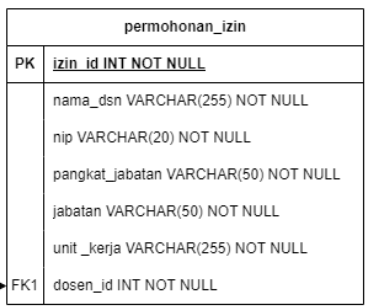 permohonan_izin
PK izin_id INT NOT NULL
nama_dsn VARCHAR(255) NOT NULL
nip VARCHAR(20) NOT NULL
pangkat_jabatan VARCHAR(50) NOT NULL
jabatan VARCHAR(50) NOT NULL
unit _kerja VARCHAR(255) NOT NULL
FK1 dosen_id INT NOT NULL